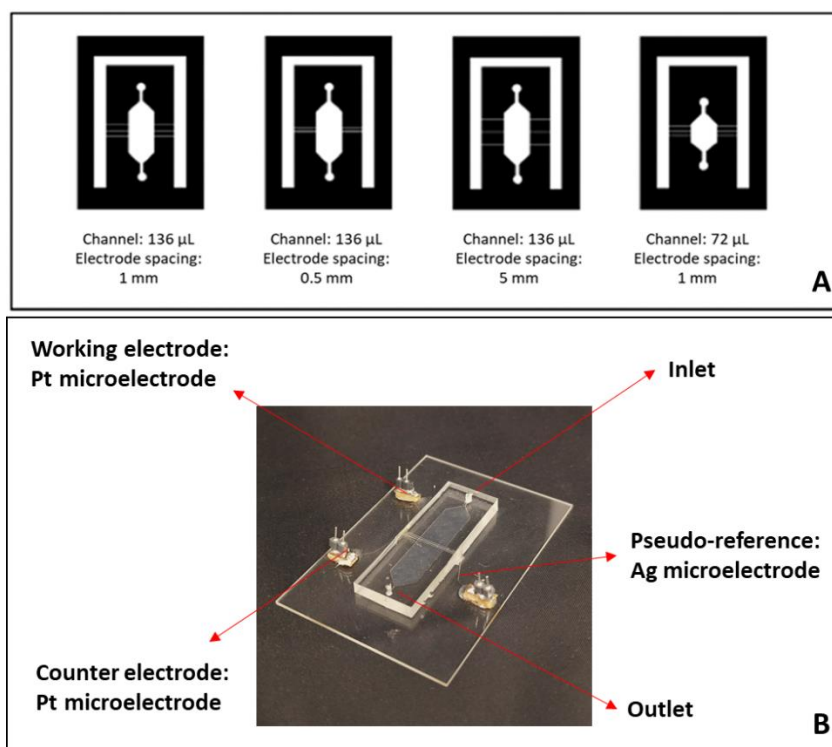 Channel: 136 µL
Electrode spacing:
1 mm
Channel: 136 µL
Electrode spacing:
0.5 mm
Channel: 136 µL
Electrode spacing:
5 mm
Channel: 72 µL
Electrode spacing:
1 mm
A
Working electrode:
Pt microelectrode
Inlet
Pseudo-reference:
Ag microelectrode
Counter electrode:
Pt microelectrode
Outlet
B